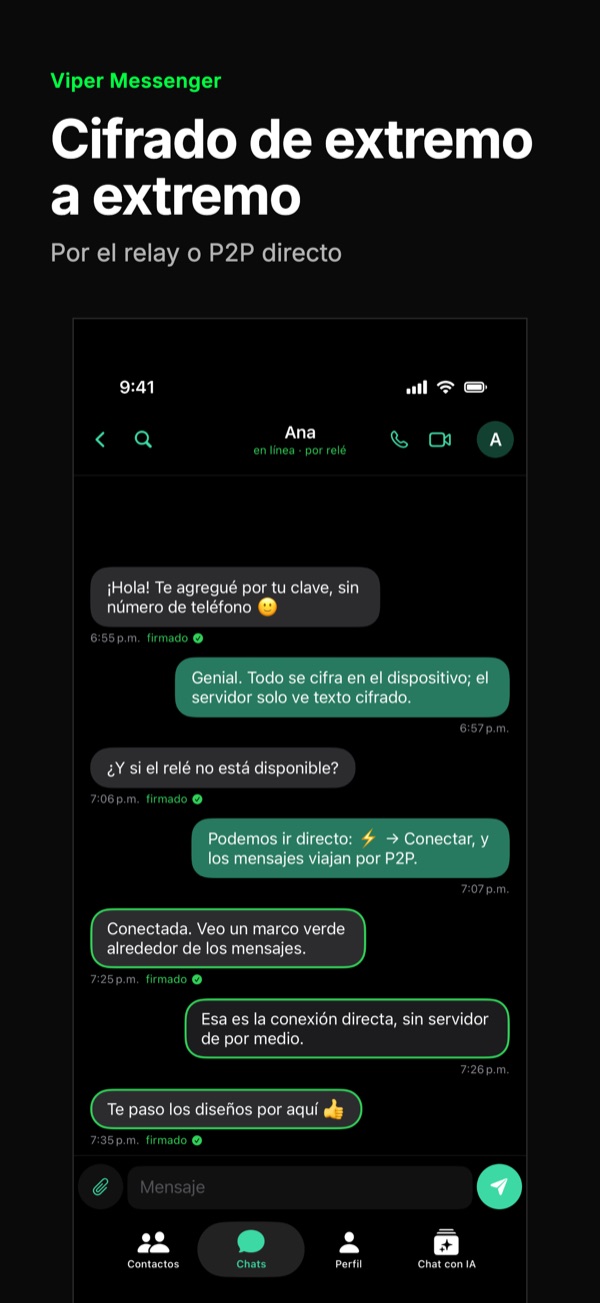 Viper Messenger
Cifrado de extremo
a extremo
Por el relay o P2P directo
9:41
Ana
en línea · por relé
A
¡Hola! Te agregué por tu clave, sin
número de teléfono 🙂
6:55 p.m. firmado
Genial. Todo se cifra en el dispositivo; el
servidor solo ve texto cifrado.
6:57 p.m.
¿Y si el relé no está disponible?
7:06 p.m. firmado
Podemos ir directo: ⚡ → Conectar, y
los mensajes viajan por P2P.
7:07 p.m.
Conectada. Veo un marco verde
alrededor de los mensajes.
7:25 p.m. firmado
Esa es la conexión directa, sin servidor
de por medio.
7:26 p.m.
Te paso los diseños por aquí 👍
7:35 p.m. firmado
Mensaje
Contactos
Chats
Perfil
Chat con IA